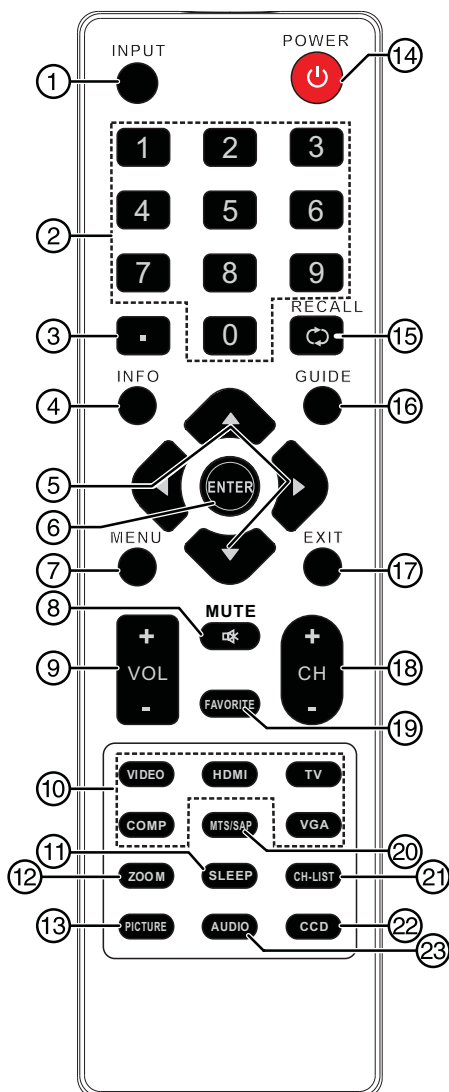 INPUT POWER
① ⑭
1 2 3
4 5 6
②
7 8 9
RECALL
③ . 0 ⑮
INFO GUIDE
④ ⑯
⑤
ENTER
⑥
MENU EXIT
⑦ ⑰
⑧ MUTE
+ +
⑨ VOL CH ⑱
- -
FAVORITE
⑲
VIDEO HDMI TV
⑩
COMP MTS/SAP VGA
⑪ ⑳
⑫ ZOOM SLEEP CH-LIST ㉑
⑬ PICTURE AUDIO CCD ㉒
㉓